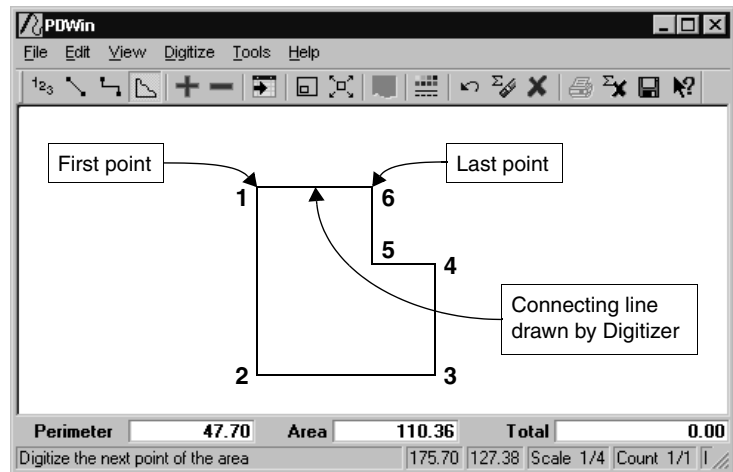 PDWin
File Edit View Digitize Tools Help
123
First point
Last point
1
6
5
4
Connecting line
drawn by Digitizer
2
3
Perimeter 47.70 Area 110.36 Total 0.00
Digitize the next point of the area 175.70 127.38 Scale 1/4 Count 1/1